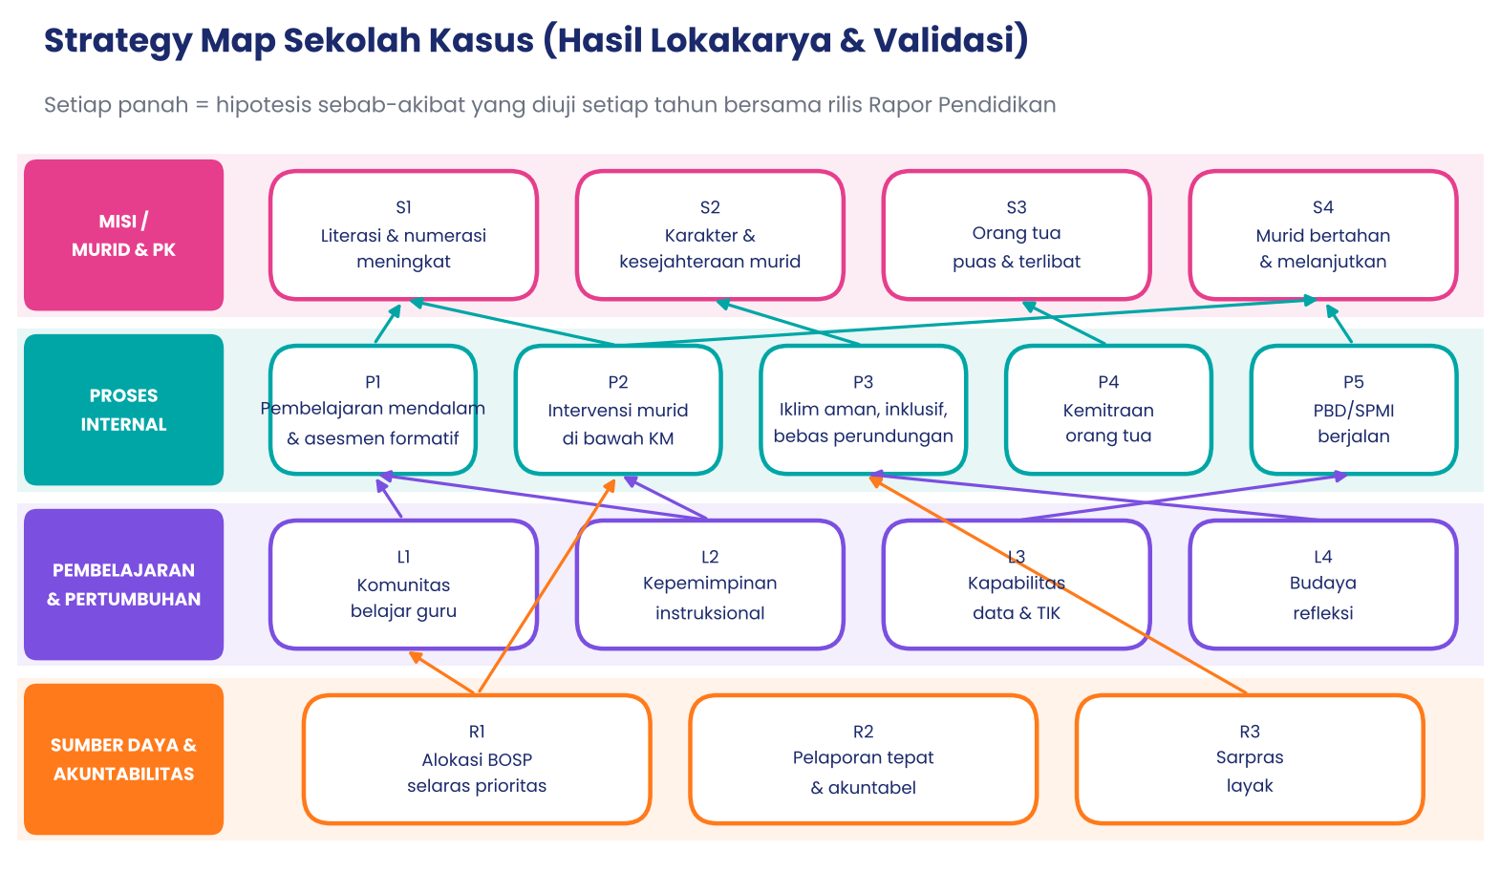 Strategy Map Sekolah Kasus (Hasil Lokakarya & Validasi)
Setiap panah = hipotesis sebab-akibat yang diuji setiap tahun bersama rilis Rapor Pendidikan
MISI /
MURID & PK
S1
Literasi & numerasi
meningkat
S2
Karakter &
kesejahteraan murid
S3
Orang tua
puas & terlibat
S4
Murid bertahan
& melanjutkan
PROSES
INTERNAL
P1
Pembelajaran mendalam
& asesmen formatif
P2
Intervensi murid
di bawah KM
P3
Iklim aman, inklusif,
bebas perundungan
P4
Kemitraan
orang tua
P5
PBD/SPMI
berjalan
PEMBELAJARAN
& PERTUMBUHAN
L1
Komunitas
belajar guru
L2
Kepemimpinan
instruksional
L3
Kapabilitas
data & TIK
L4
Budaya
refleksi
SUMBER DAYA &
AKUNTABILITAS
R1
Alokasi BOSP
selaras prioritas
R2
Pelaporan tepat
& akuntabel
R3
Sarpras
layak